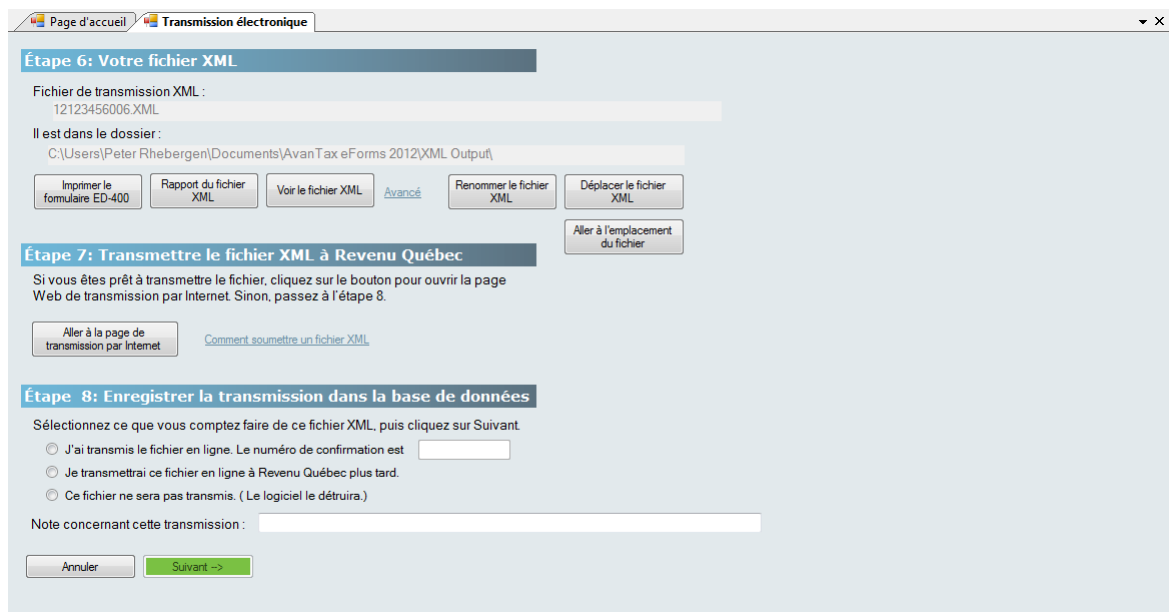 Page d'accueil
Transmission électronique
Étape 6: Votre fichier XML
Fichier de transmission XML :
12123456006.XML
Il est dans le dossier :
C:\Users\Peter Rhebergen\Documents\AvanTax eForms 2012\XML Output\
Imprimer le
formulaire ED-400
Rapport du fichier
XML
Voir le fichier XML
Avancé
Renommer le fichier
XML
Déplacer le fichier
XML
Aller à l'emplacement
du fichier
Étape 7: Transmettre le fichier XML à Revenu Québec
Si vous êtes prêt à transmettre le fichier, cliquez sur le bouton pour ouvrir la page
Web de transmission par Internet. Sinon, passez à l'étape 8.
Aller à la page de
transmission par Internet
Comment soumettre un fichier XML
Étape 8: Enregistrer la transmission dans la base de données
Sélectionnez ce que vous comptez faire de ce fichier XML, puis cliquez sur Suivant.
J'ai transmis le fichier en ligne. Le numéro de confirmation est
Je transmettrai ce fichier en ligne à Revenu Québec plus tard.
Ce fichier ne sera pas transmis. ( Le logiciel le détruira.)
Note concernant cette transmission :
Annuler
Suivant -->